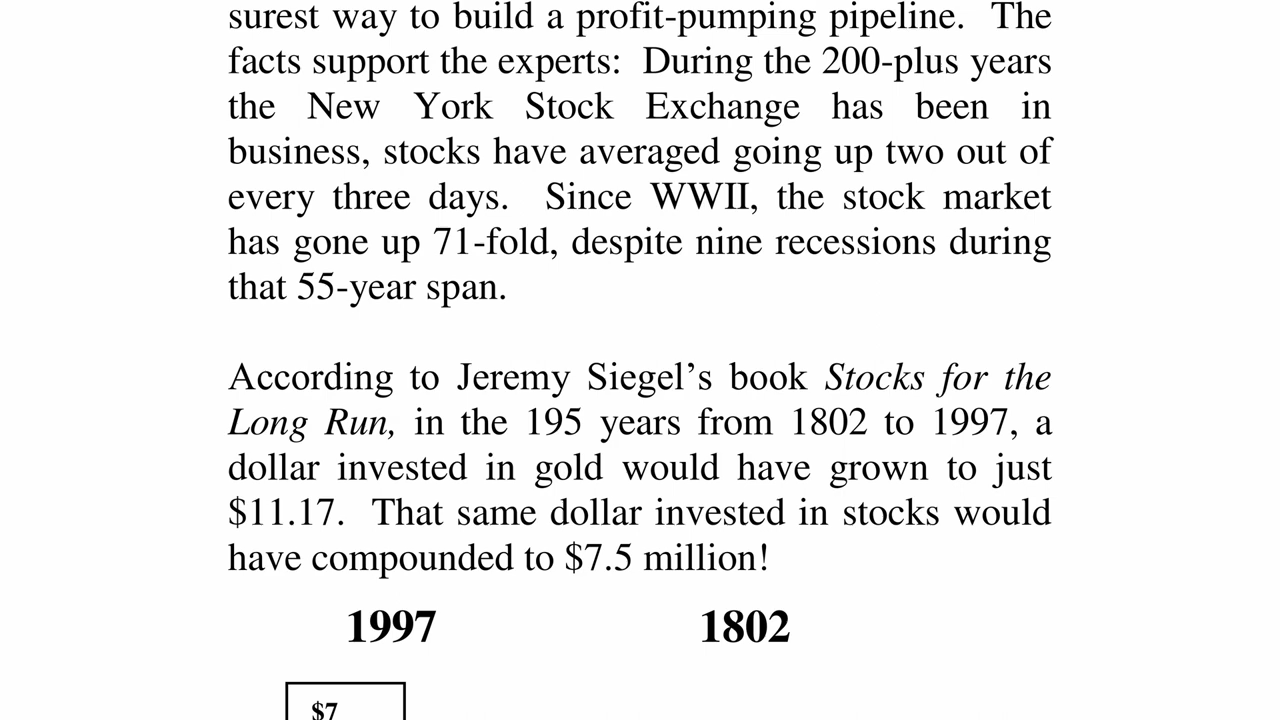 surest way to build a profit-pumping pipeline. The
facts support the experts: During the 200-plus years
the New York Stock Exchange has been in
business, stocks have averaged going up two out of
every three days. Since WWII, the stock market
has gone up 71-fold, despite nine recessions during
that 55-year span.
According to Jeremy Siegel’s book Stocks for the
Long Run, in the 195 years from 1802 to 1997, a
dollar invested in gold would have grown to just
$11.17. That same dollar invested in stocks would
have compounded to $7.5 million!
1997 1802
$7